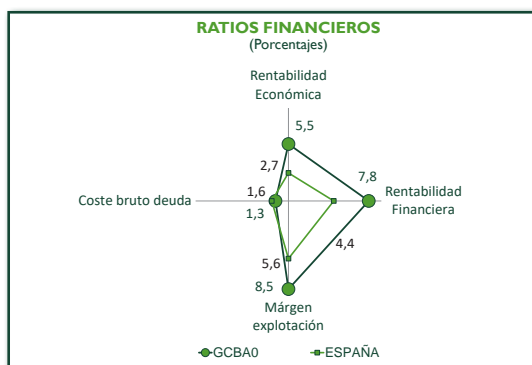 RATIOS FINANCIEROS
(Porcentajes)
Rentabilidad
Económica
5,5
2,7
7,8
1,6
Coste bruto deuda
Rentabilidad
Financiera
1,3
4,4
5,6
8,5
Márgen
explotación
GCBA0 ESPAÑA